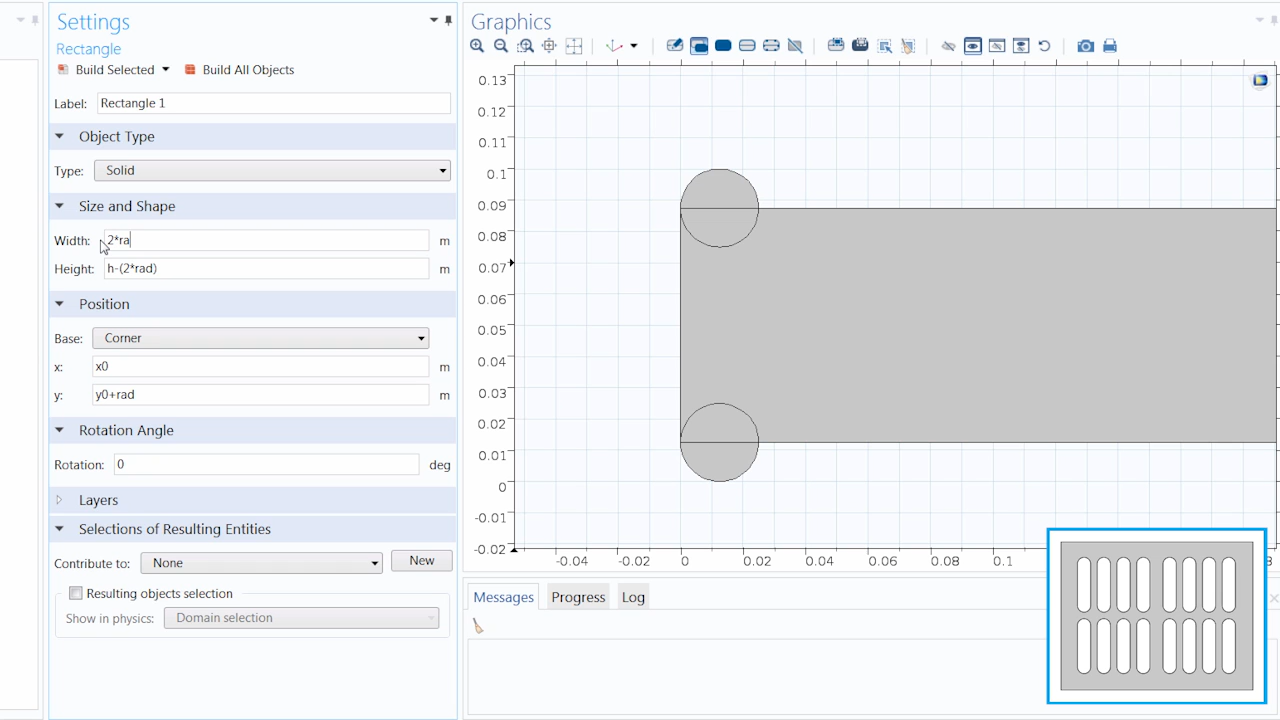 Settings
Rectangle
Build Selected
Build All Objects
Label: Rectangle 1
Object Type
Type: Solid
Size and Shape
Width: 2*ra m
Height: h-(2*rad) m
Position
Base: Corner
x: x0 m
y: y0+rad m
Rotation Angle
Rotation: 0 deg
Layers
Selections of Resulting Entities
Contribute to: None New
Resulting objects selection
Show in physics: Domain selection
Graphics
0.13
0.12
0.11
0.1
0.09
0.08
0.07
0.06
0.05
0.04
0.03
0.02
0.01
0
-0.01
-0.02
-0.04 -0.02 0 0.02 0.04 0.06 0.08 0.1
Messages Progress Log